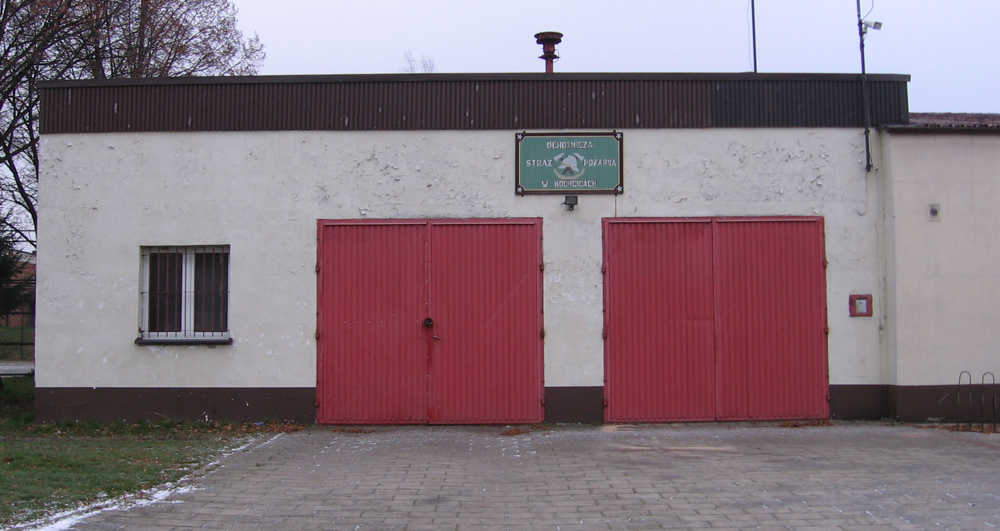 OCHOTNICZA
STRAŻ POŻARNA
W KOCHCICACH